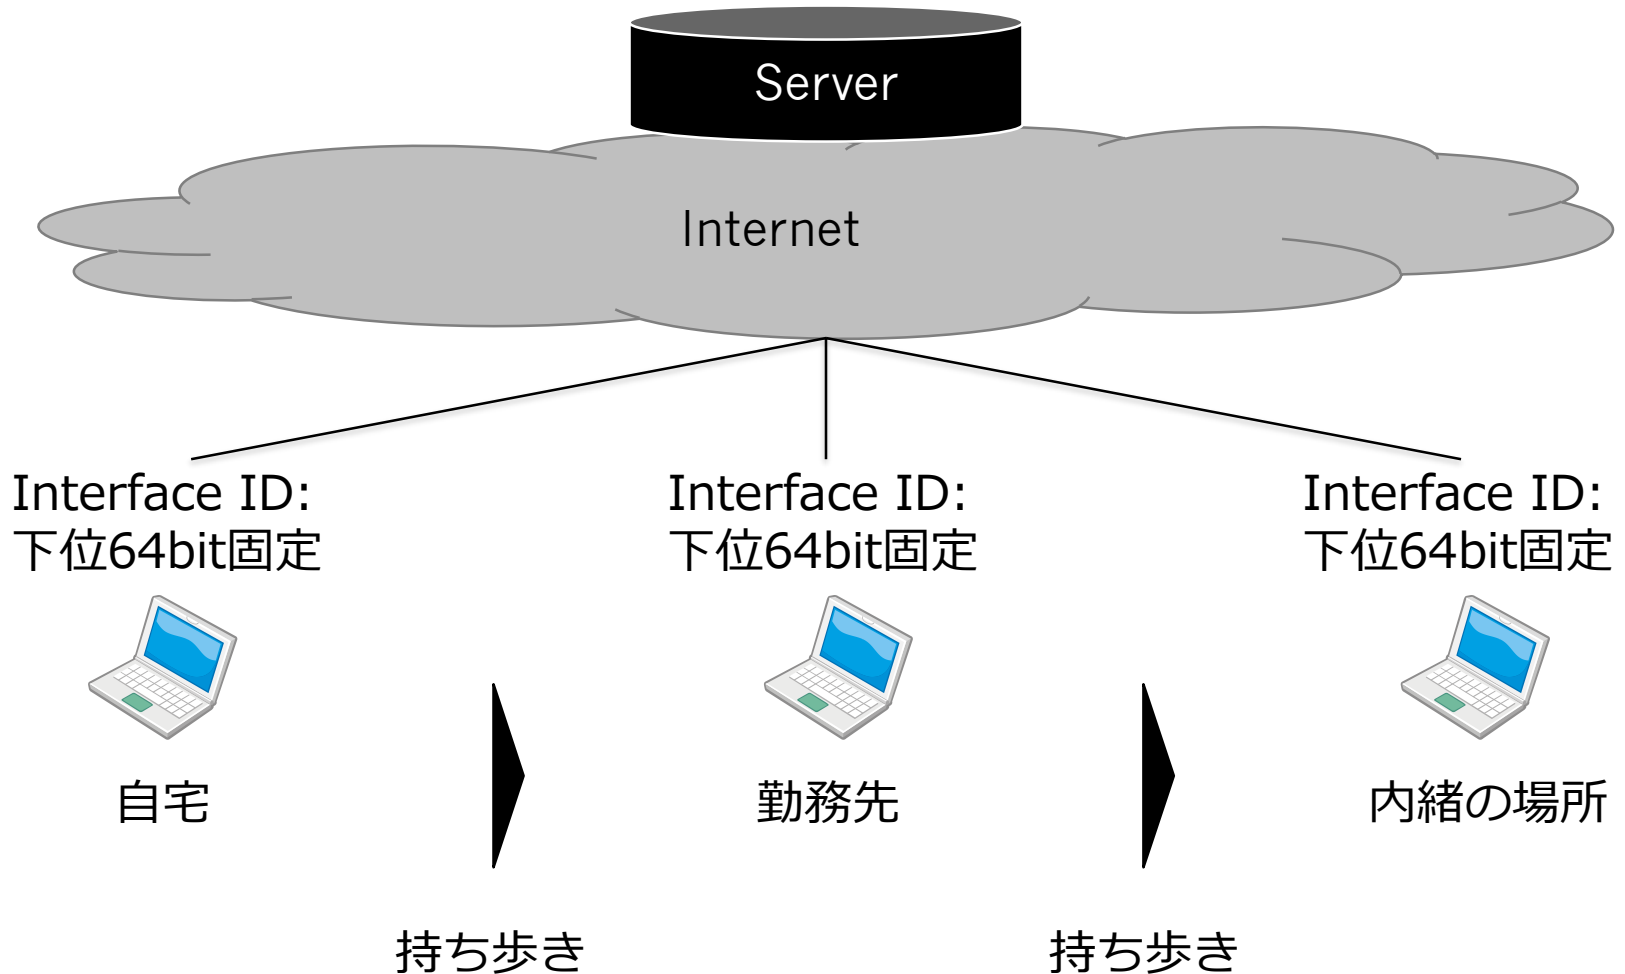 Server
Internet
Interface ID:
下位64bit固定
Interface ID:
下位64bit固定
Interface ID:
下位64bit固定
自宅
勤務先
内緒の場所
持ち歩き
持ち歩き